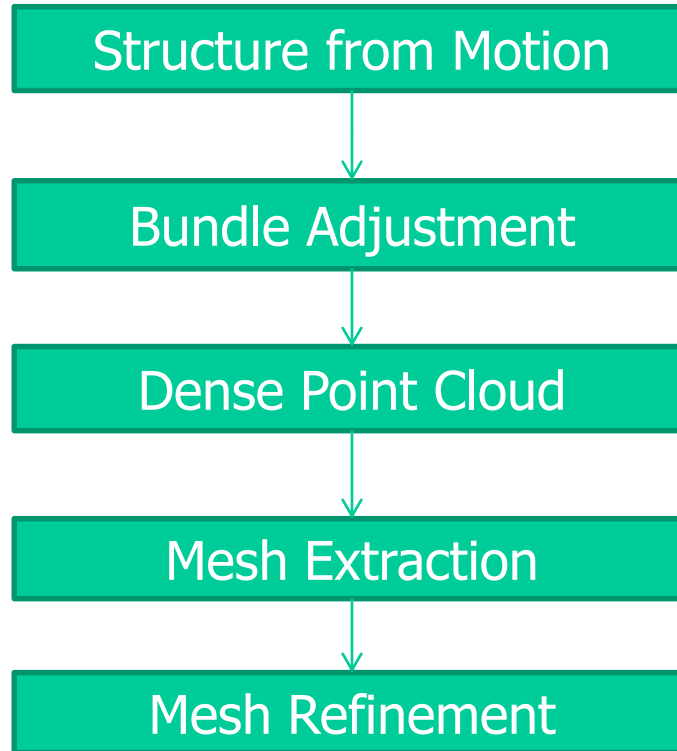 Structure from Motion
Bundle Adjustment
Dense Point Cloud
Mesh Extraction
Mesh Refinement